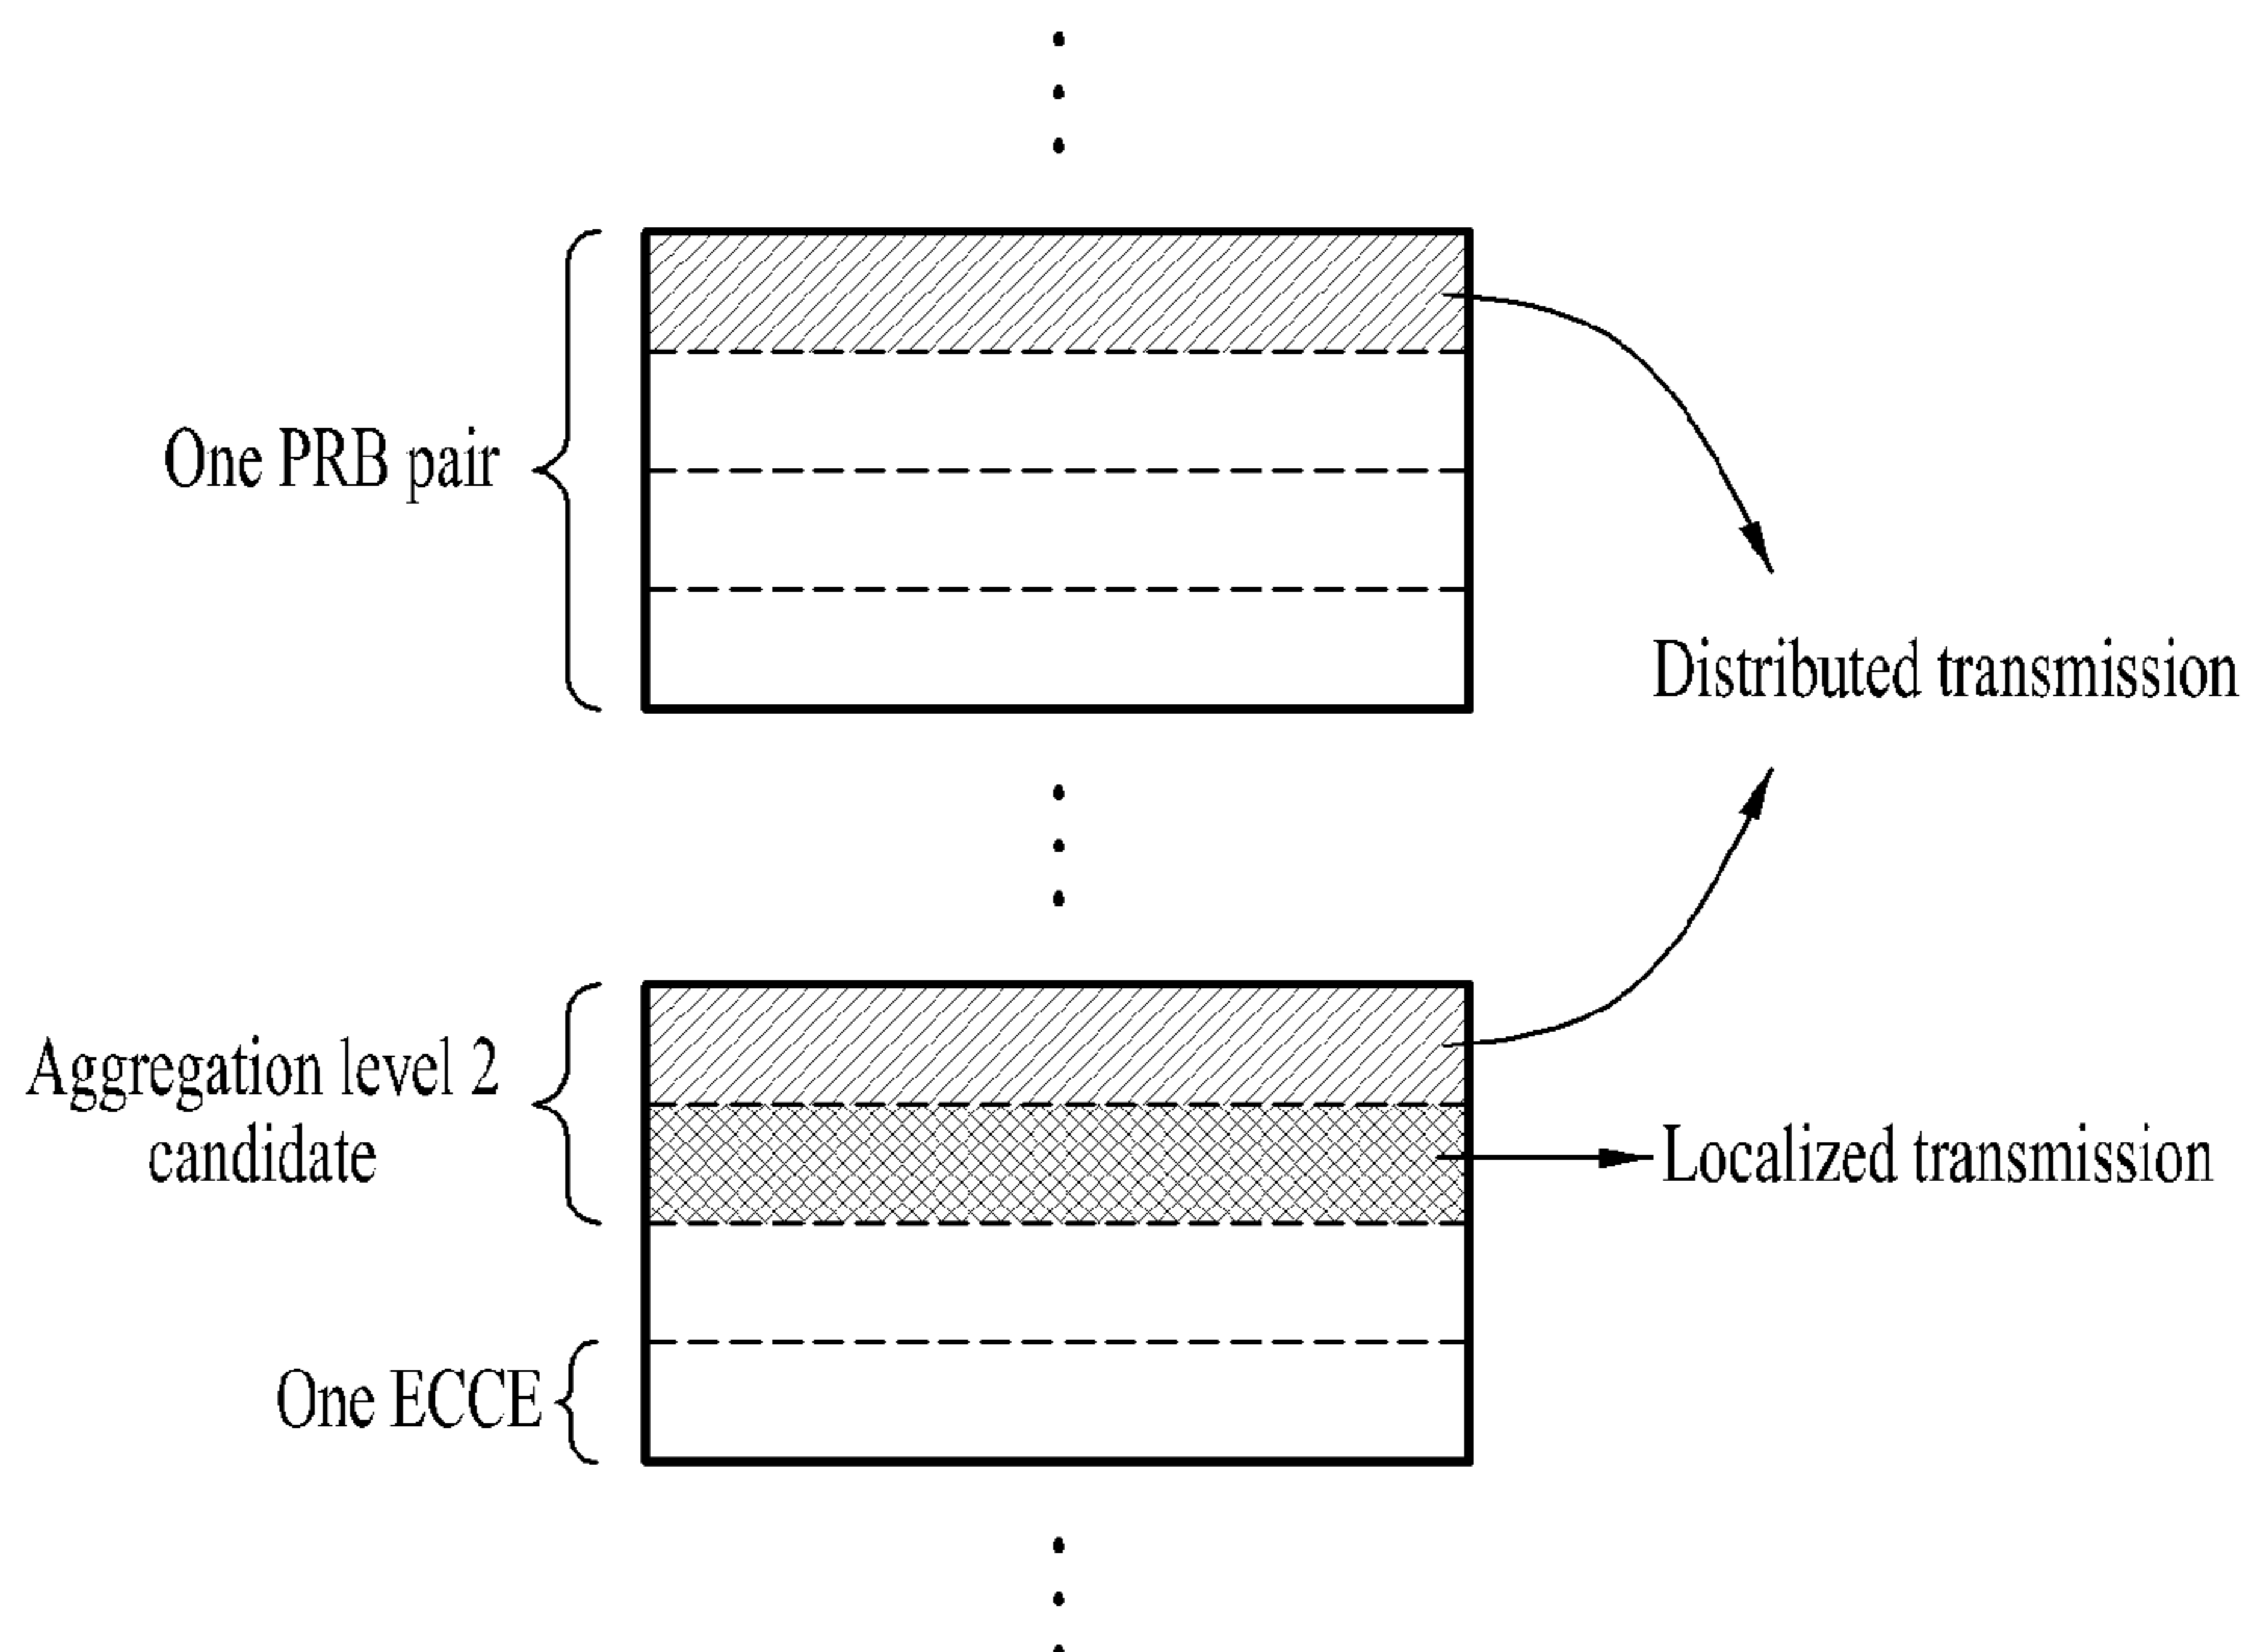 One PRB pair
Distributed transmission
Aggregation level 2
candidate
Localized transmission
One ECCE